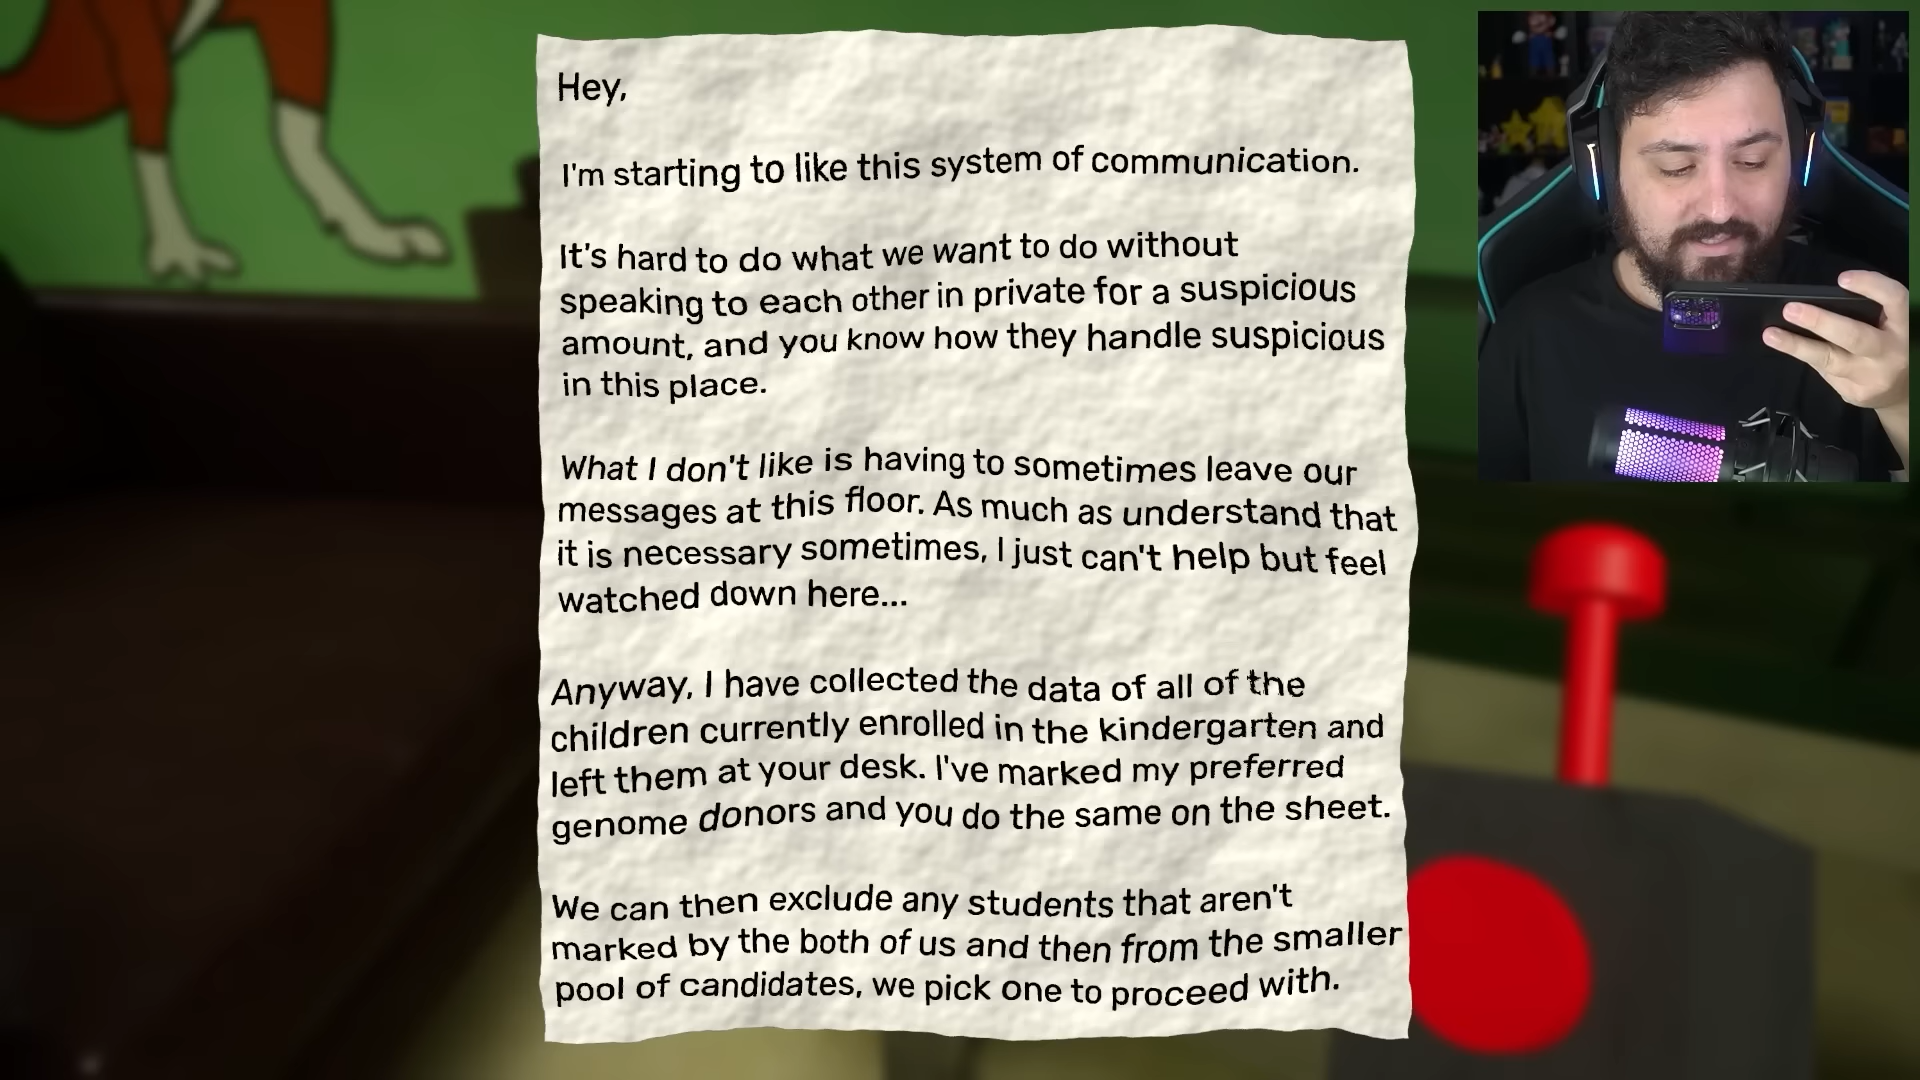 Hey,
I'm starting to like this system of communication.
It's hard to do what we want to do without
speaking to each other in private for a suspicious
amount, and you know how they handle suspicious
in this place.
What I don't like is having to sometimes leave our
messages at this floor. As much as understand that
it is necessary sometimes, I just can't help but feel
watched down here...
Anyway, I have collected the data of all of the
children currently enrolled in the kindergarten and
left them at your desk. I've marked my preferred
genome donors and you do the same on the sheet.
We can then exclude any students that aren't
marked by the both of us and then from the smaller
pool of candidates, we pick one to proceed with.